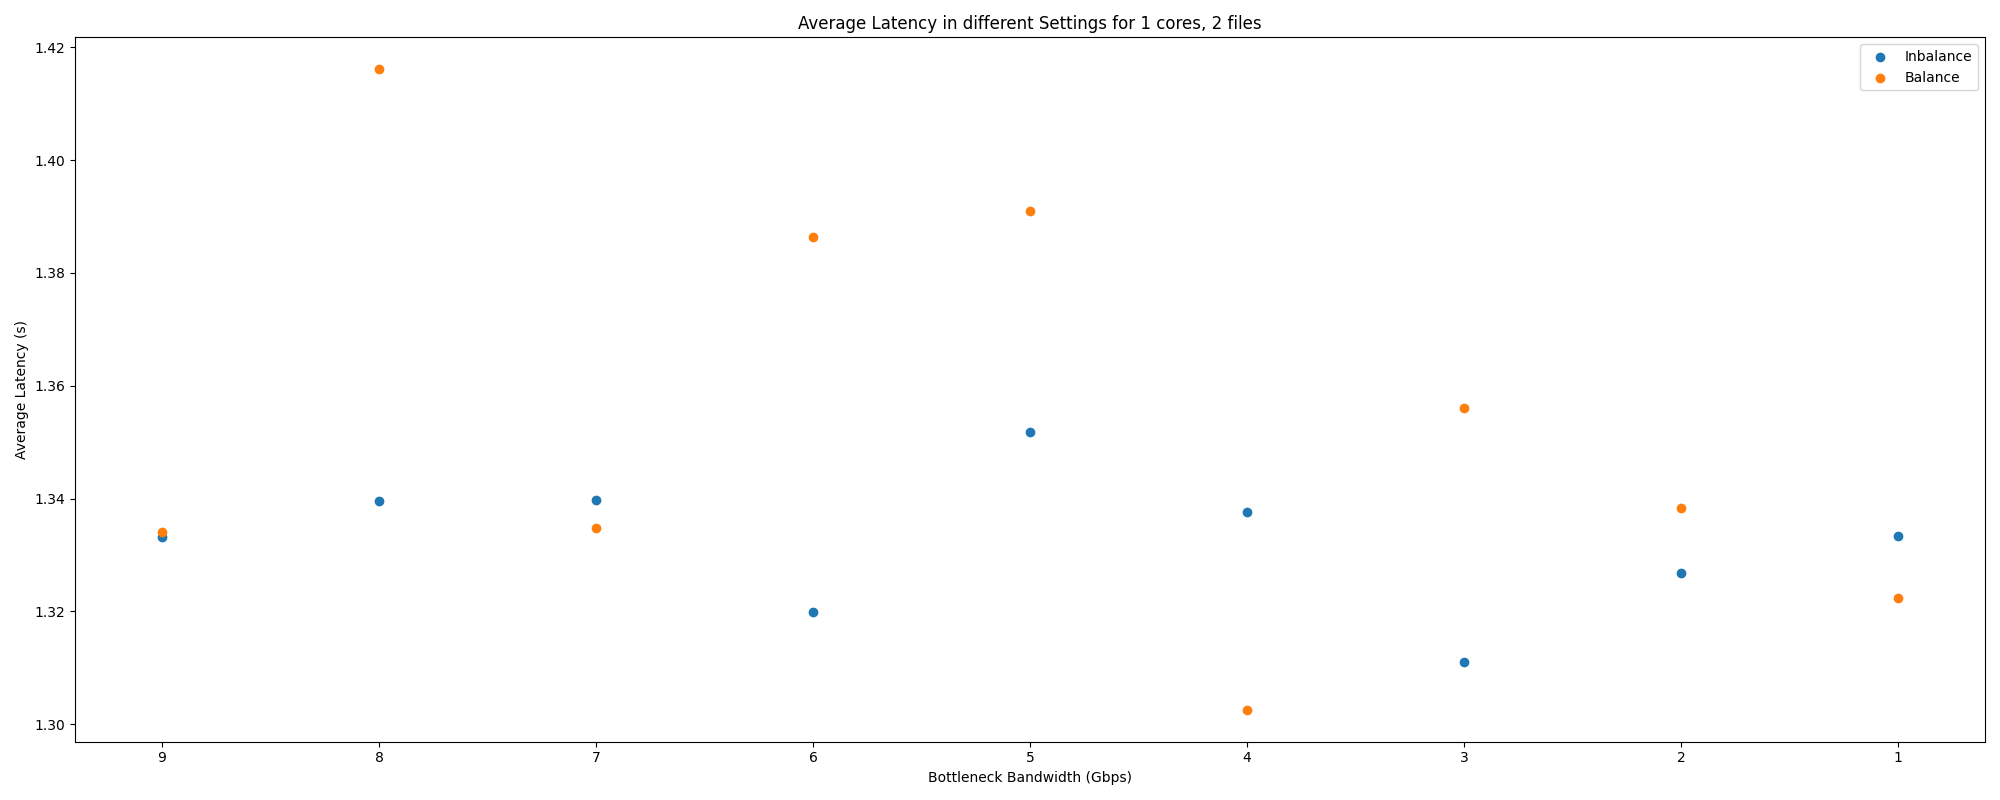 Average Latency in different Settings for 1 cores, 2 files
Inbalance
Balance
Average Latency (s)
1.42
1.40
1.38
1.36
1.34
1.32
1.30
9 8 7 6 5 4 3 2 1
Bottleneck Bandwidth (Gbps)